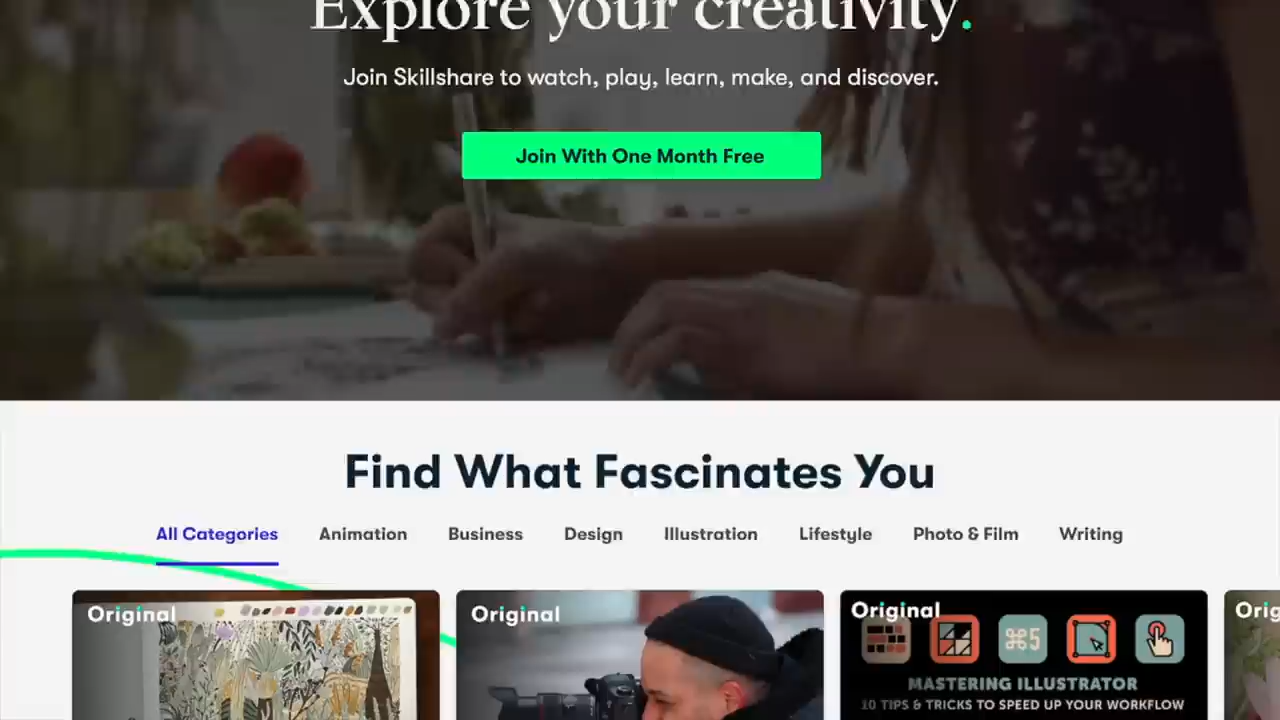 Explore your creativity.
Join Skillshare to watch, play, learn, make, and discover.
Join With One Month Free
Find What Fascinates You
All Categories Animation Business Design Illustration Lifestyle Photo & Film Writing
Original Original Original Orig
⌘5
MASTERING ILLUSTRATOR
10 TIPS & TRICKS TO SPEED UP YOUR WORKFLOW